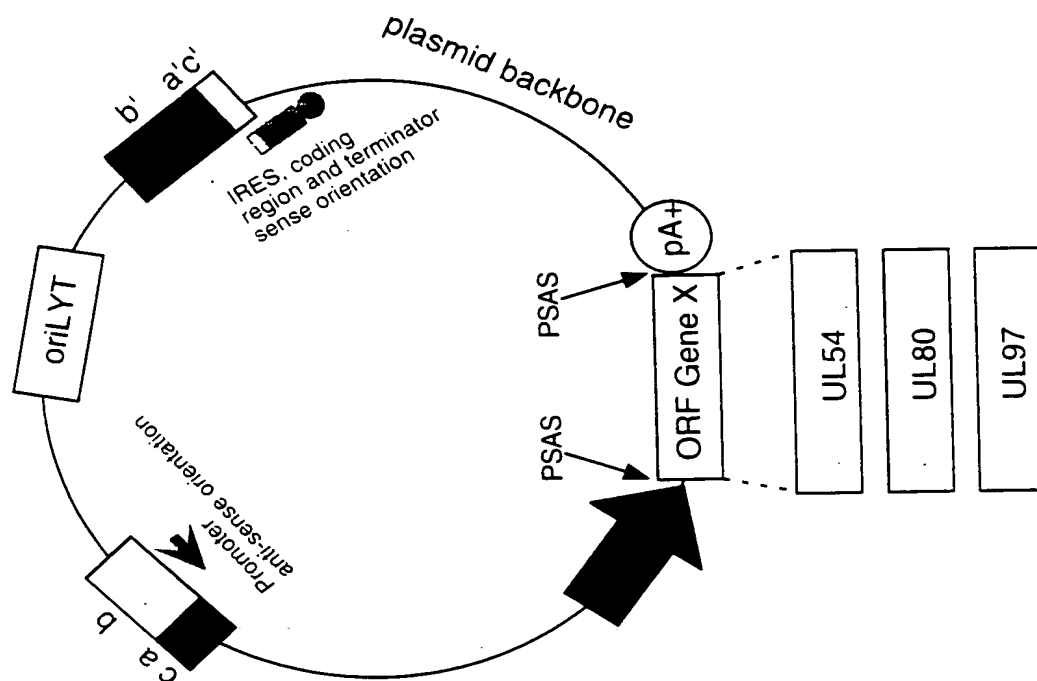 plasmid backbone
b'
a'c'
IRES, coding
region and terminator
sense orientation
oriLYT
Promoter
anti-sense orientation
b
c a
PSAS
PSAS
pA+
ORF Gene X
UL54
UL80
UL97